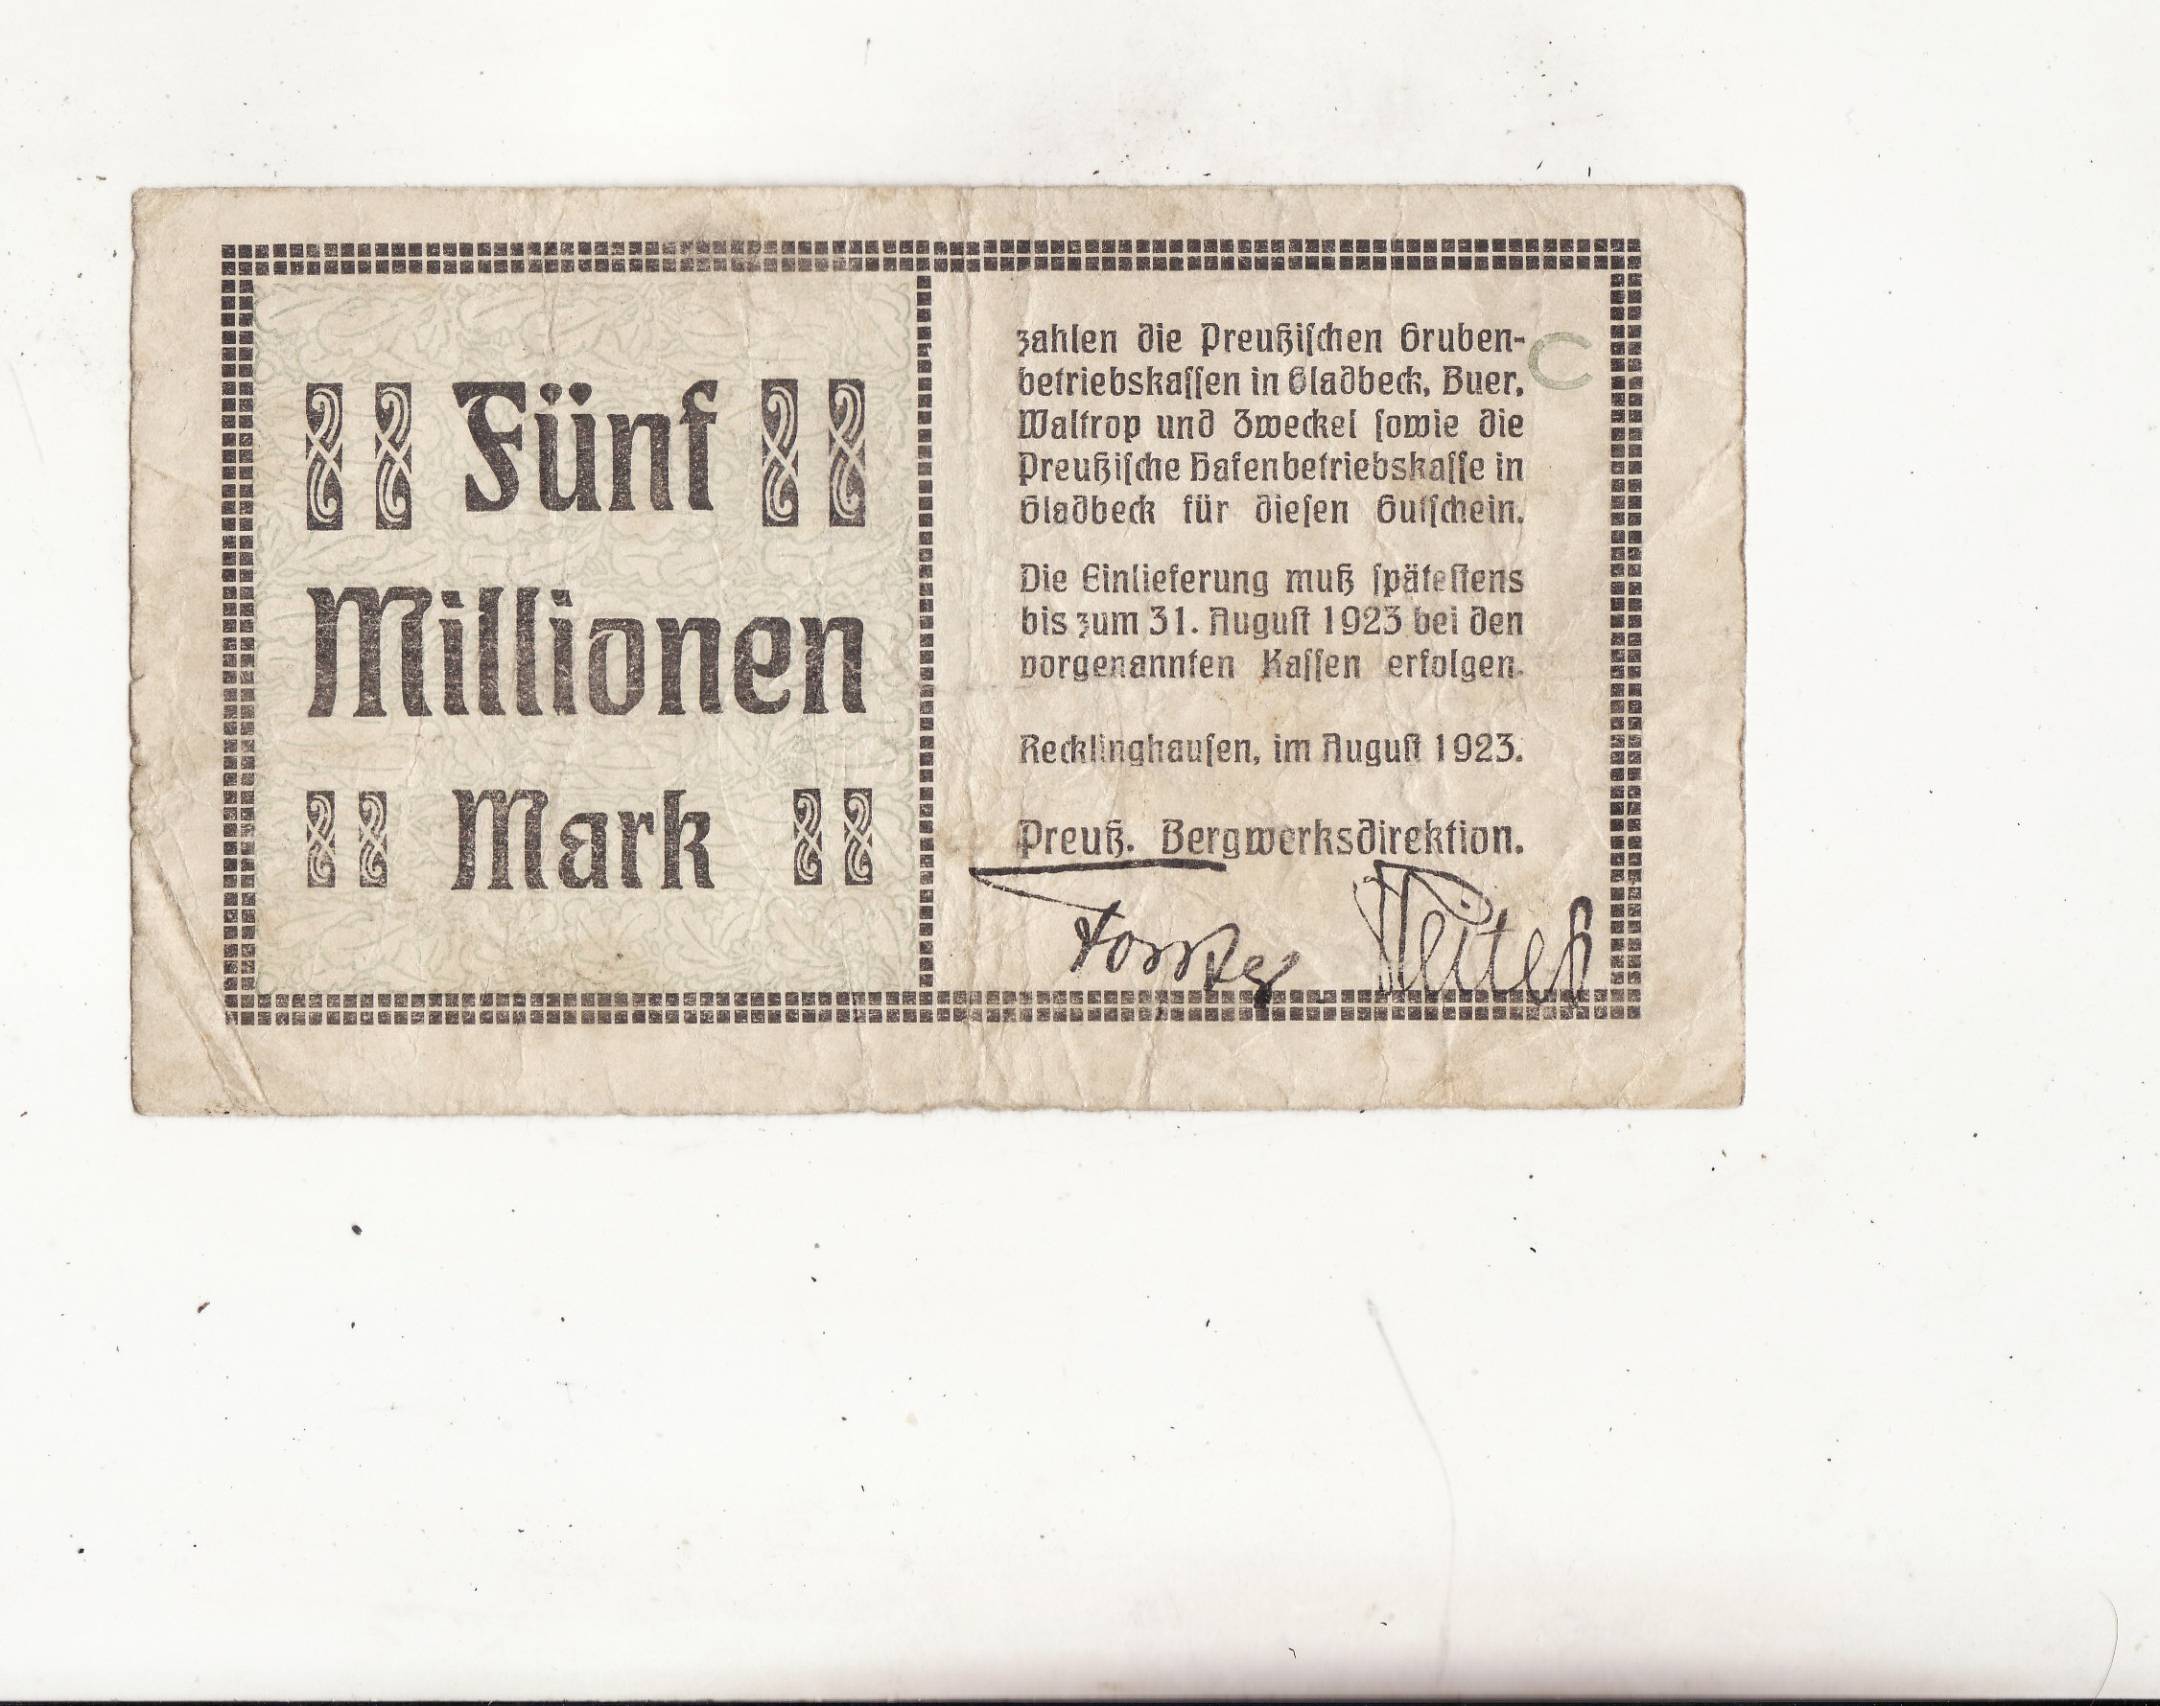 Fünf
Millionen
Mark
zahlen die Preußischen Gruben-
betriebskassen in Gladbeck, Buer,
Waltrop und Zweckel sowie die
Preußische Hafenbetriebskasse in
Gladbeck für diesen Gutschein.
Die Einlieferung muß spätestens
bis zum 31. August 1923 bei den
vorgenannten Kassen erfolgen.
Recklinghausen, im August 1923.
Preuß. Bergwerksdirektion.
C